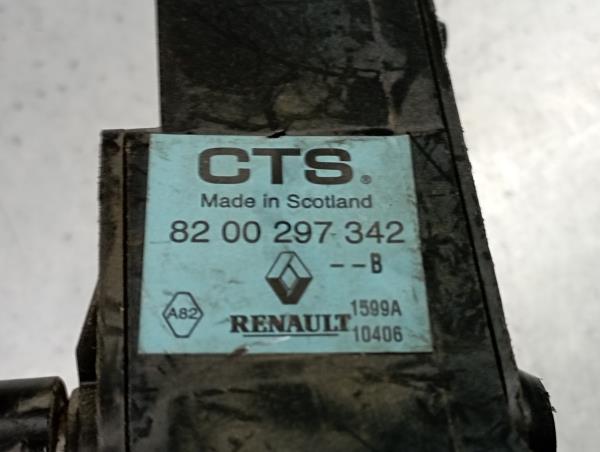 CTS®
Made in Scotland
82 00 297 342
--B
A82
RENAULT
1599A
10406